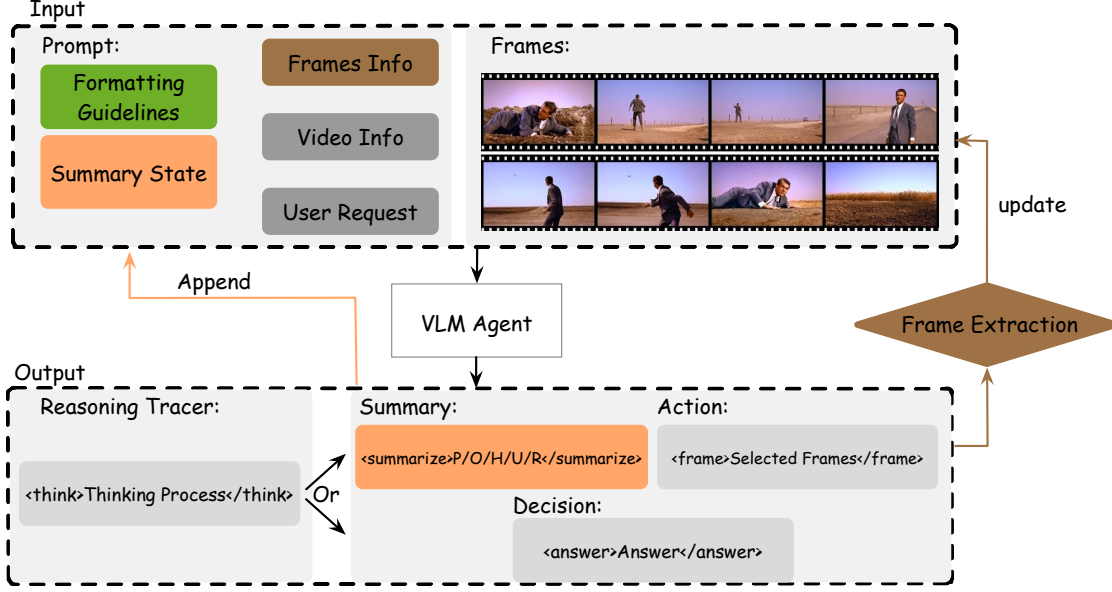 Input
Prompt:
Formatting
Guidelines
Summary State
Frames Info
Video Info
User Request
Frames:
update
Append
VLM Agent
Frame Extraction
Output
Reasoning Tracer:
<think>Thinking Process</think>
Or
Summary:
<summarize>P/O/H/U/R</summarize>
Action:
<frame>Selected Frames</frame>
Decision:
<answer>Answer</answer>